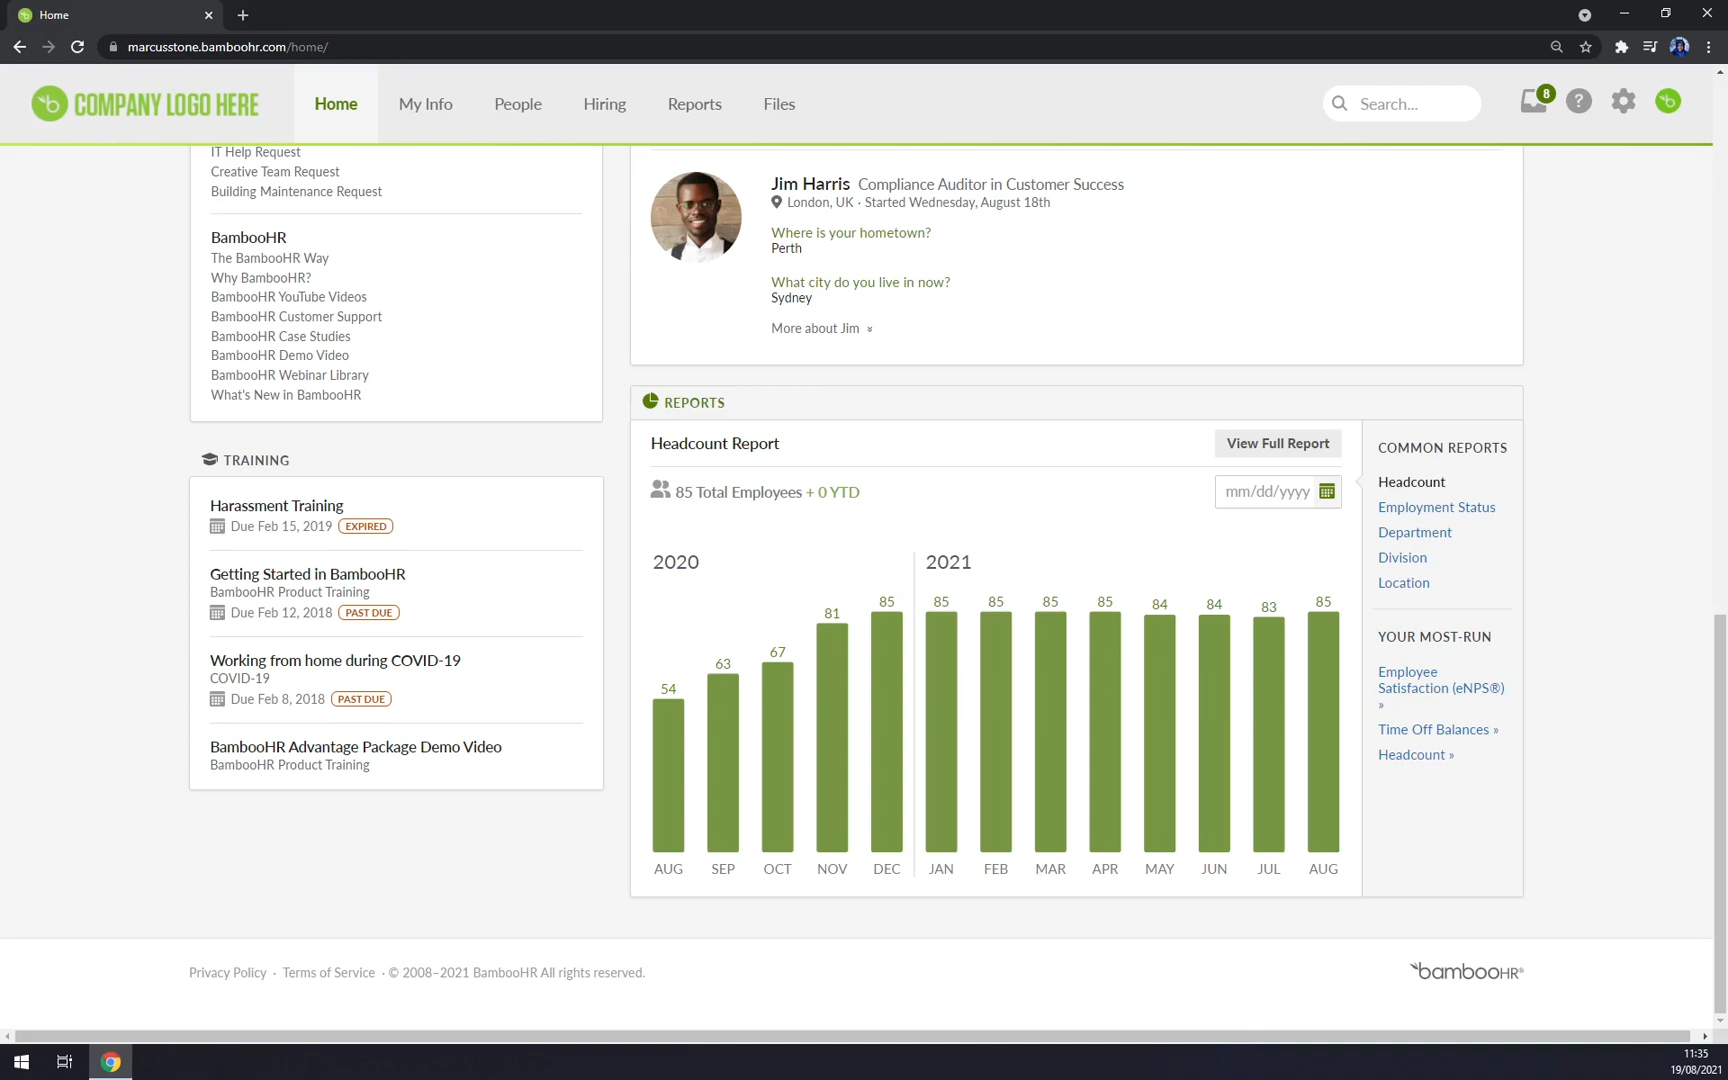 Home
marcusstone.bamboohr.com/home/
COMPANY LOGO HERE
Home My Info People Hiring Reports Files
Search...
8
IT Help Request
Creative Team Request
Building Maintenance Request
BambooHR
The BambooHR Way
Why BambooHR?
BambooHR YouTube Videos
BambooHR Customer Support
BambooHR Case Studies
BambooHR Demo Video
BambooHR Webinar Library
What's New in BambooHR
TRAINING
Harassment Training
Due Feb 15, 2019 EXPIRED
Getting Started in BambooHR
BambooHR Product Training
Due Feb 12, 2018 PAST DUE
Working from home during COVID-19
COVID-19
Due Feb 8, 2018 PAST DUE
BambooHR Advantage Package Demo Video
BambooHR Product Training
Jim Harris Compliance Auditor in Customer Success
London, UK · Started Wednesday, August 18th
Where is your hometown?
Perth
What city do you live in now?
Sydney
More about Jim
REPORTS
Headcount Report
View Full Report
85 Total Employees + 0 YTD
mm/dd/yyyy
2020 2021
54 63 67 81 85 85 85 85 85 84 84 83 85
AUG SEP OCT NOV DEC JAN FEB MAR APR MAY JUN JUL AUG
COMMON REPORTS
Headcount
Employment Status
Department
Division
Location
YOUR MOST-RUN
Employee
Satisfaction (eNPS®)
»
Time Off Balances »
Headcount »
Privacy Policy · Terms of Service · © 2008–2021 BambooHR All rights reserved.
bambooHR®
11:35
19/08/2021